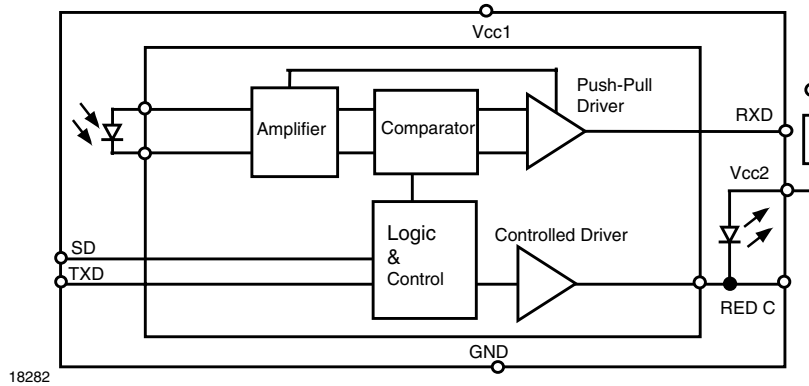 Vcc1
Push-Pull
Driver
Amplifier
Comparator
RXD
Vcc2
Logic
&
Control
Controlled Driver
SD
TXD
RED C
GND
18282